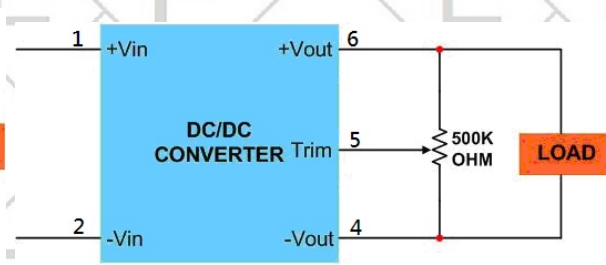 1 +Vin +Vout 6
DC/DC
CONVERTER Trim 5
500K
OHM
LOAD
2 -Vin -Vout 4